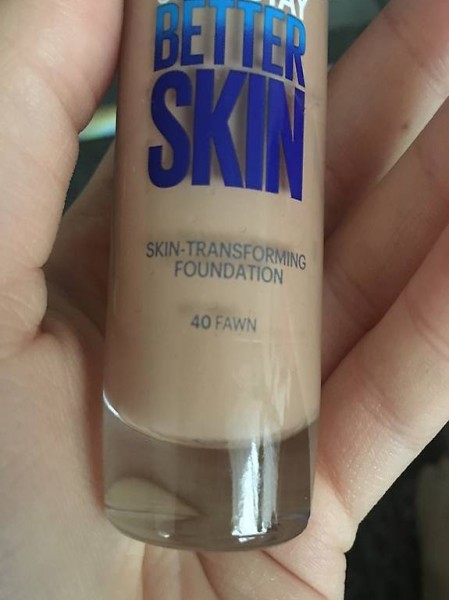 BETTER
SKIN
SKIN-TRANSFORMING
FOUNDATION
40 FAWN